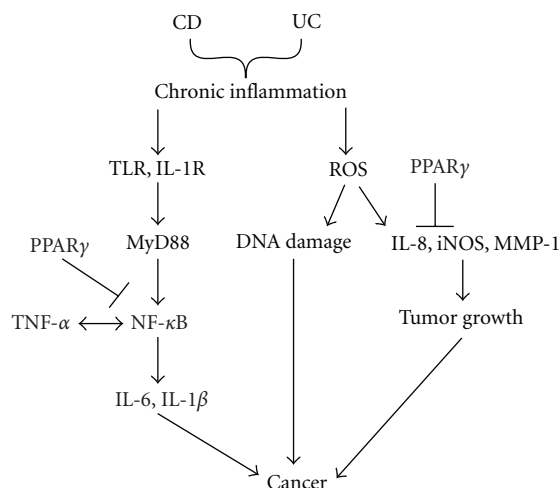 CD UC
Chronic inflammation
TLR, IL-1R ROS PPARγ
PPARγ MyD88 DNA damage IL-8, iNOS, MMP-1
TNF-α NF-κB Tumor growth
IL-6, IL-1β
Cancer